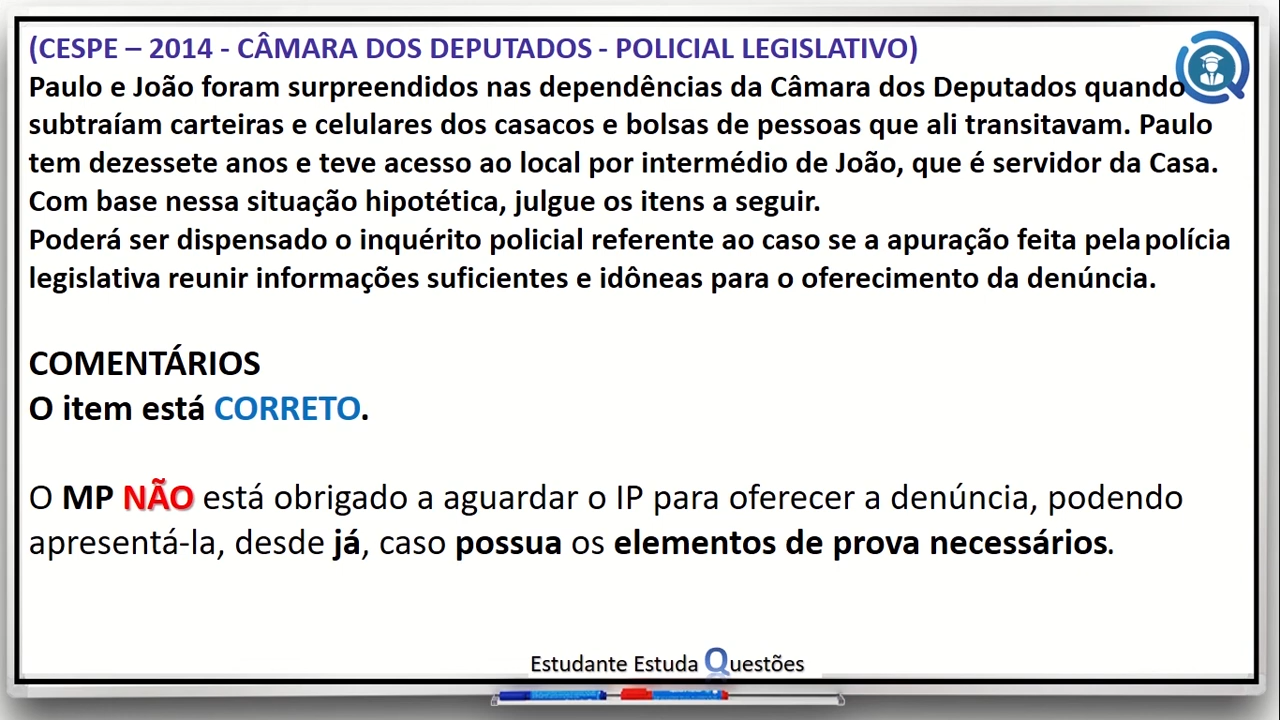 (CESPE – 2014 - CÂMARA DOS DEPUTADOS - POLICIAL LEGISLATIVO)
Paulo e João foram surpreendidos nas dependências da Câmara dos Deputados quando
subtraíam carteiras e celulares dos casacos e bolsas de pessoas que ali transitavam. Paulo
tem dezessete anos e teve acesso ao local por intermédio de João, que é servidor da Casa.
Com base nessa situação hipotética, julgue os itens a seguir.
Poderá ser dispensado o inquérito policial referente ao caso se a apuração feita pela polícia
legislativa reunir informações suficientes e idôneas para o oferecimento da denúncia.
COMENTÁRIOS
O item está CORRETO.
O MP NÃO está obrigado a aguardar o IP para oferecer a denúncia, podendo
apresentá-la, desde já, caso possua os elementos de prova necessários.
Estudante Estuda Questões